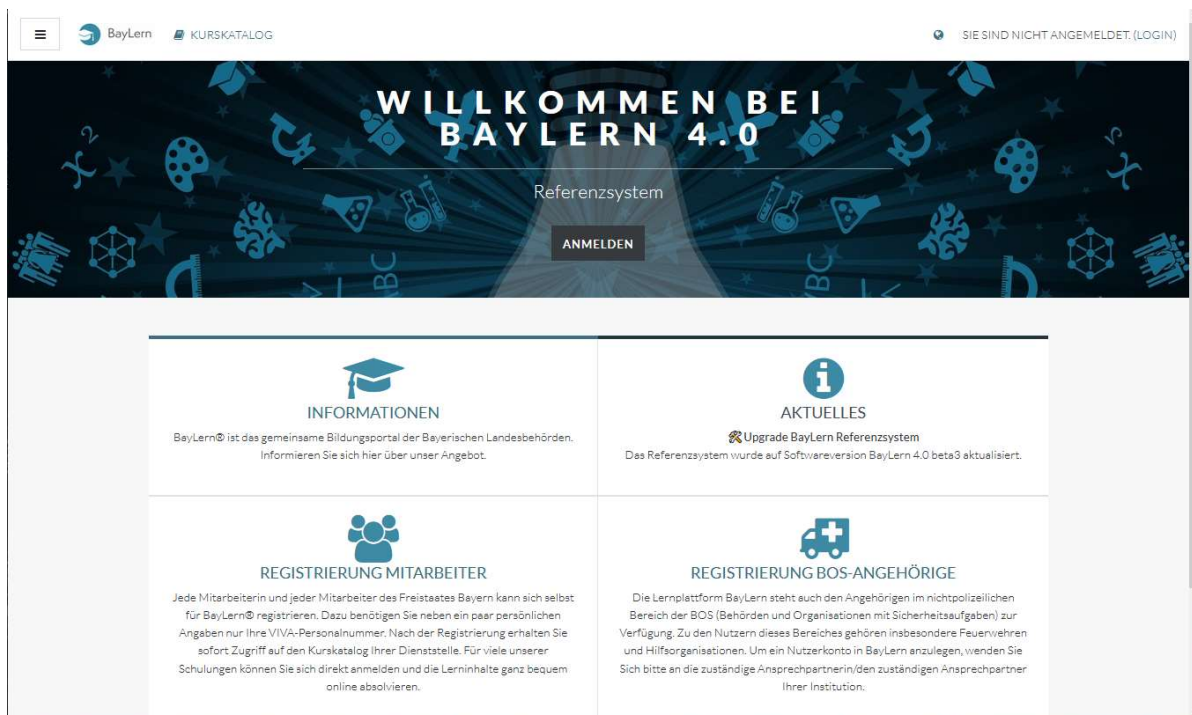 BayLern KURSKATALOG SIE SIND NICHT ANGEMELDET. (LOGIN)
WILLKOMMEN BEI
BAYLERN 4.0
Referenzsystem
ANMELDEN
INFORMATIONEN
BayLern® ist das gemeinsame Bildungsportal der Bayerischen Landesbehörden.
Informieren Sie sich hier über unser Angebot.
AKTUELLES
Upgrade BayLern Referenzsystem
Das Referenzsystem wurde auf Softwareversion BayLern 4.0 beta3 aktualisiert.
REGISTRIERUNG MITARBEITER
Jede Mitarbeiterin und jeder Mitarbeiter des Freistaates Bayern kann sich selbst
für BayLern® registrieren. Dazu benötigen Sie neben ein paar persönlichen
Angaben nur Ihre VIVA-Personalnummer. Nach der Registrierung erhalten Sie
sofort Zugriff auf den Kurskatalog Ihrer Dienststelle. Für viele unserer
Schulungen können Sie sich direkt anmelden und die Lerninhalte ganz bequem
online absolvieren.
REGISTRIERUNG BOS-ANGEHÖRIGE
Die Lernplattform BayLern steht auch den Angehörigen im nichtpolizeilichen
Bereich der BOS (Behörden und Organisationen mit Sicherheitsaufgaben) zur
Verfügung. Zu den Nutzern dieses Bereiches gehören insbesondere Feuerwehren
und Hilfsorganisationen. Um ein Nutzerkonto in BayLern anzulegen, wenden Sie
Sich bitte an die zuständige Ansprechpartnerin/den zuständigen Ansprechpartner
Ihrer Institution.